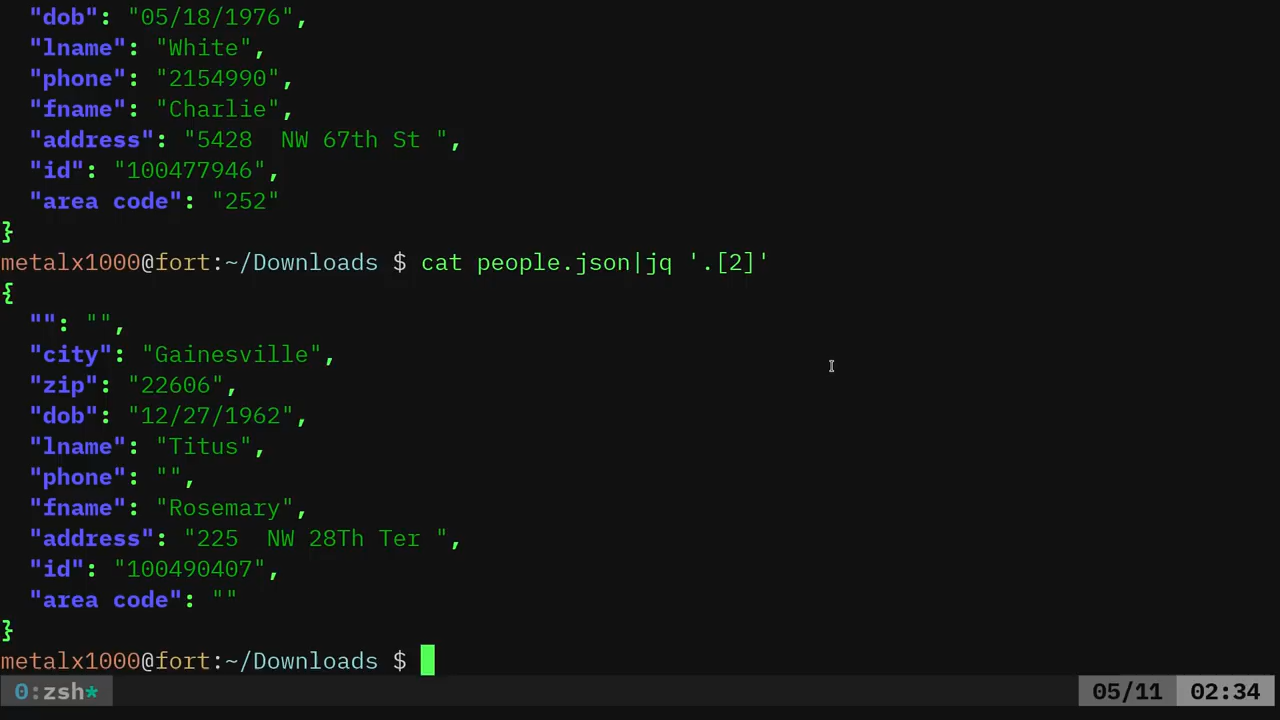 "dob": "05/18/1976",
"lname": "White",
"phone": "2154990",
"fname": "Charlie",
"address": "5428  NW 67th St ",
"id": "100477946",
"area code": "252"
}
metalx1000@fort:~/Downloads $ cat people.json|jq '.[2]'
{
"": "",
"city": "Gainesville",
"zip": "22606",
"dob": "12/27/1962",
"lname": "Titus",
"phone": "",
"fname": "Rosemary",
"address": "225  NW 28Th Ter ",
"id": "100490407",
"area code": ""
}
metalx1000@fort:~/Downloads $
0:zsh* 05/11 02:34